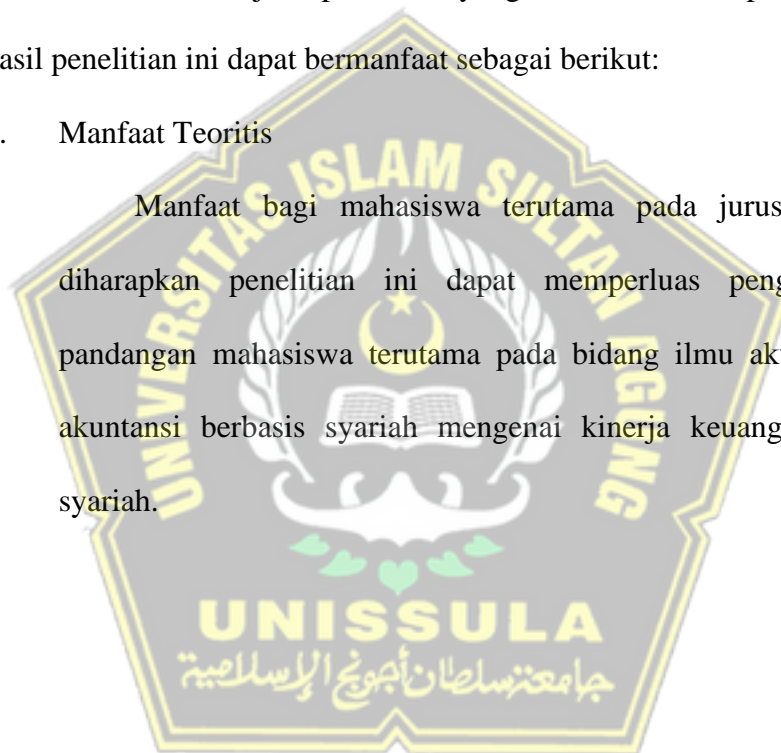 asil penelitian ini dapat bermanfaat sebagai berikut:
. Manfaat Teoritis
Manfaat bagi mahasiswa terutama pada jurus
diharapkan penelitian ini dapat memperluas peng
pandangan mahasiswa terutama pada bidang ilmu ak
akuntansi berbasis syariah mengenai kinerja keuang
syariah.
UNIVERSITAS ISLAM SULTAN AGUNG
UNISSULA
جامعنسلطان أجونج الإسلامية